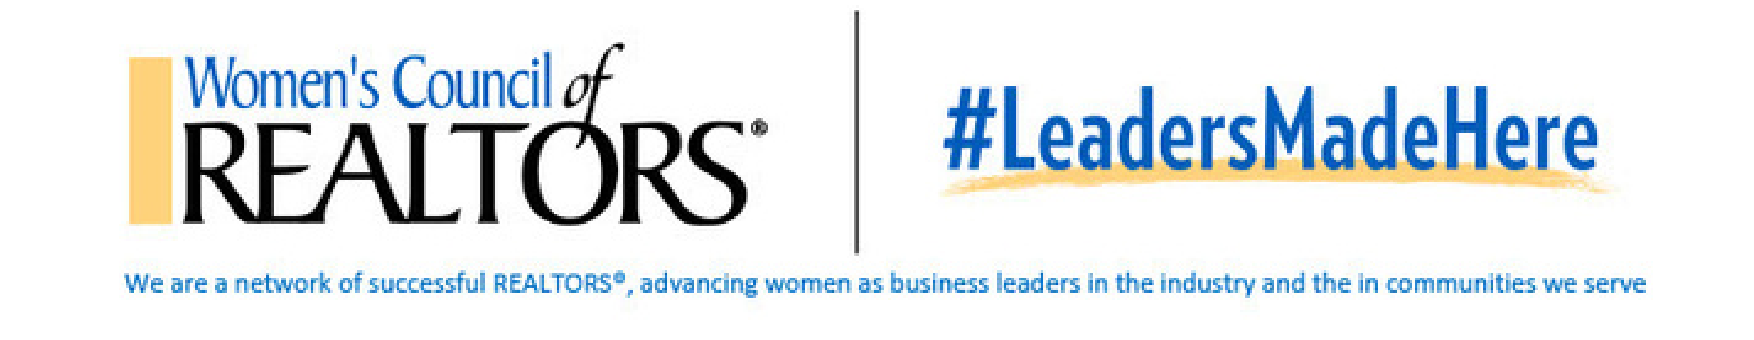 Women's Council of
REALTORS®
#LeadersMadeHere
We are a network of successful REALTORS®, advancing women as business leaders in the industry and the in communities we serve